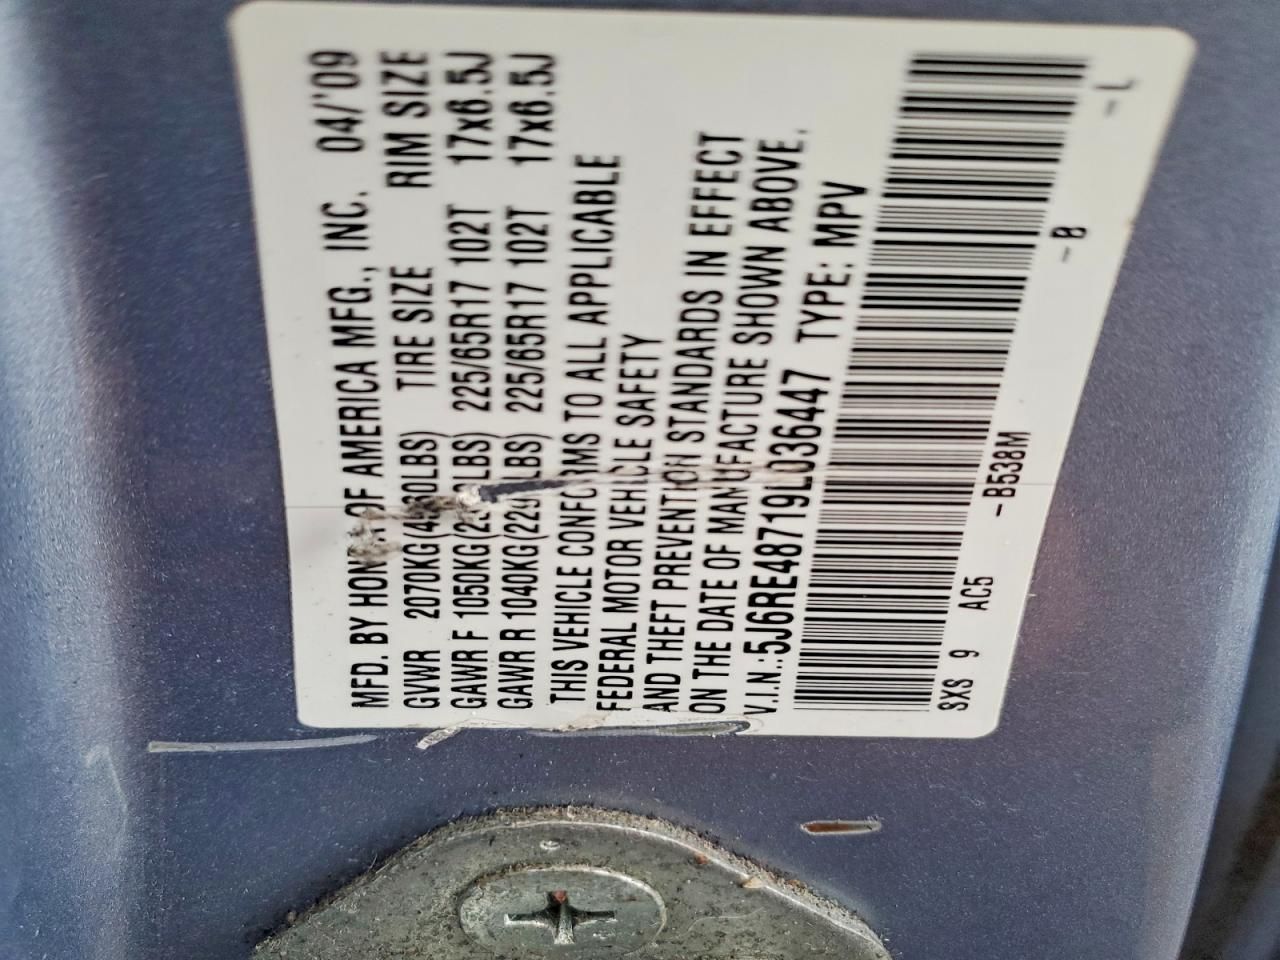 MFD. BY HONDA OF AMERICA MFG., INC. 04/'09
GVWR 2070KG TIRE SIZE RIM SIZE
GAWR F 1050KG 225/65R17 102T 17x6.5J
GAWR R 1040KG 225/65R17 102T 17x6.5J
THIS VEHICLE CONFORMS TO ALL APPLICABLE
FEDERAL MOTOR VEHICLE SAFETY
AND THEFT PREVENTION STANDARDS IN EFFECT
ON THE DATE OF MANUFACTURE SHOWN ABOVE.
V.I.N.:5J6RE48719L036447 TYPE: MPV
SXS 9 AC5 -B538M -B -L